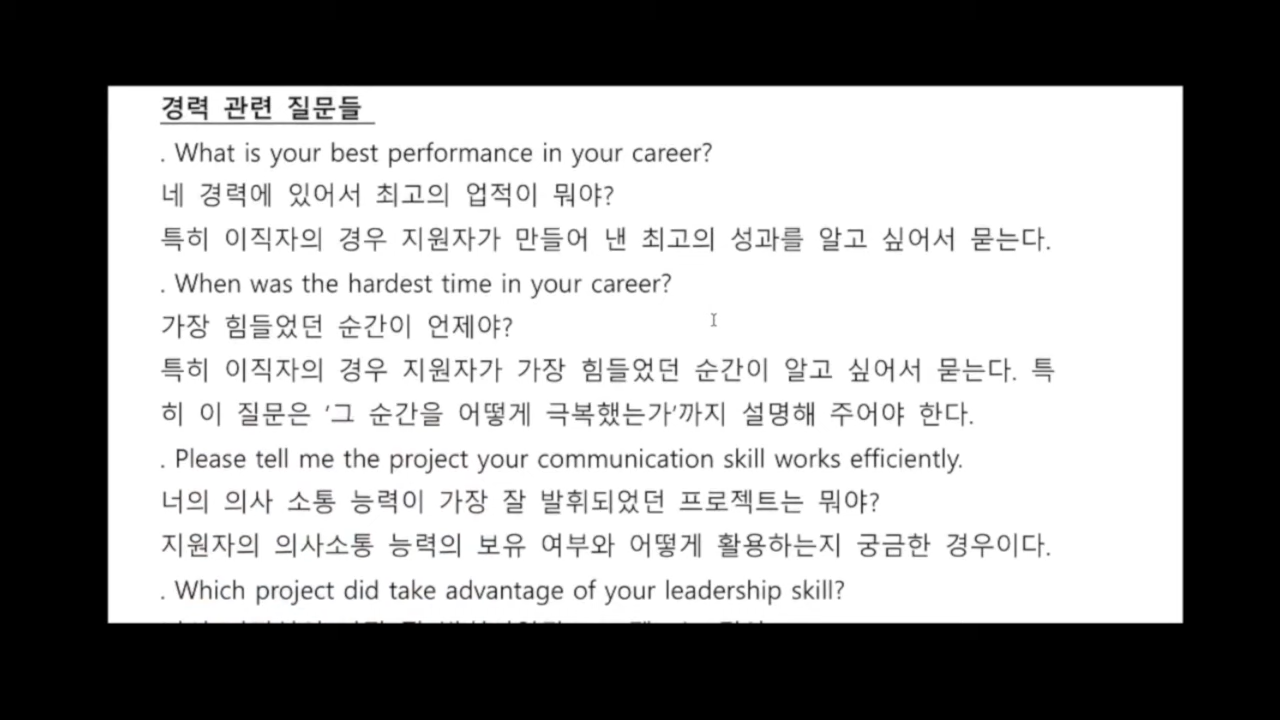 경력 관련 질문들
. What is your best performance in your career?
네 경력에 있어서 최고의 업적이 뭐야?
특히 이직자의 경우 지원자가 만들어 낸 최고의 성과를 알고 싶어서 묻는다.
. When was the hardest time in your career?
가장 힘들었던 순간이 언제야?
특히 이직자의 경우 지원자가 가장 힘들었던 순간이 알고 싶어서 묻는다. 특
히 이 질문은 ‘그 순간을 어떻게 극복했는가’까지 설명해 주어야 한다.
. Please tell me the project your communication skill works efficiently.
너의 의사 소통 능력이 가장 잘 발휘되었던 프로젝트는 뭐야?
지원자의 의사소통 능력의 보유 여부와 어떻게 활용하는지 궁금한 경우이다.
. Which project did take advantage of your leadership skill?